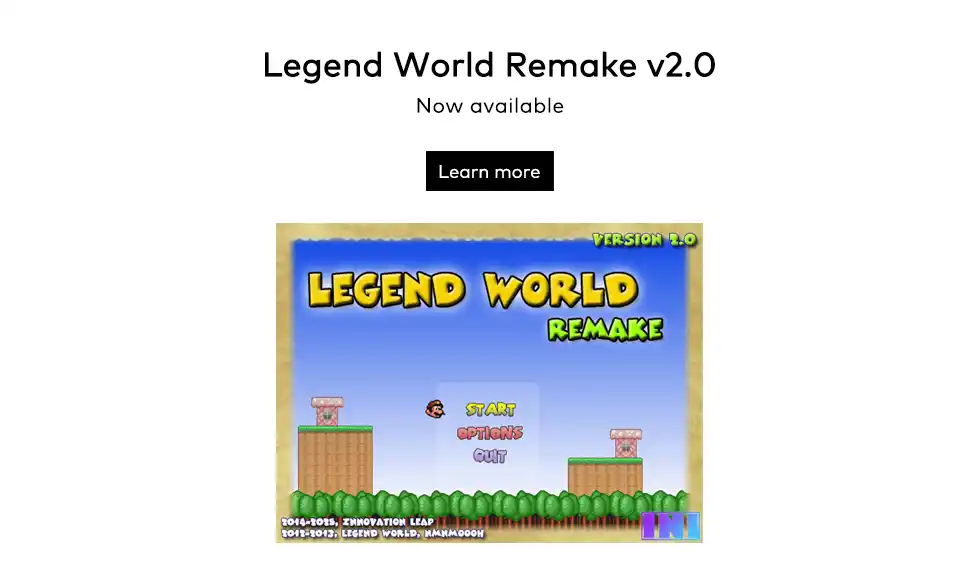 Legend World Remake v2.0
Now available
Learn more
VERSION 2.0
LEGEND WORLD
REMAKE
START
OPTIONS
QUIT
2014-2025, INNOVATION LEAP
2012-2013, LEGEND WORLD, NMNMOOOH
INI